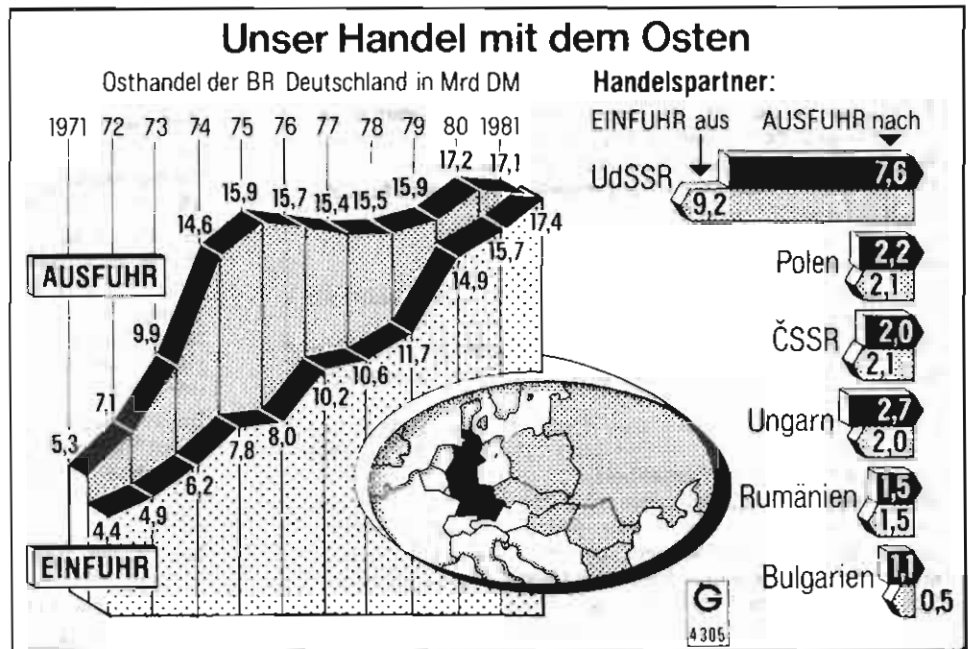 Unser Handel mit dem Osten
Osthandel der BR Deutschland in Mrd DM
1971 72 73 74 75 76 77 78 79 80 1981
AUSFUHR
5,3 7,1 9,9 14,6 15,9 15,7 15,4 15,5 15,9 17,2 17,1
EINFUHR
4,4 4,9 6,2 7,8 8,0 10,2 10,6 11,7 14,9 15,7 17,4
Handelspartner:
EINFUHR aus AUSFUHR nach
UdSSR 7,6
9,2
Polen 2,2
2,1
ČSSR 2,0
2,1
Ungarn 2,7
2,0
Rumänien 1,5
1,5
Bulgarien 1,1
0,5
G
4305